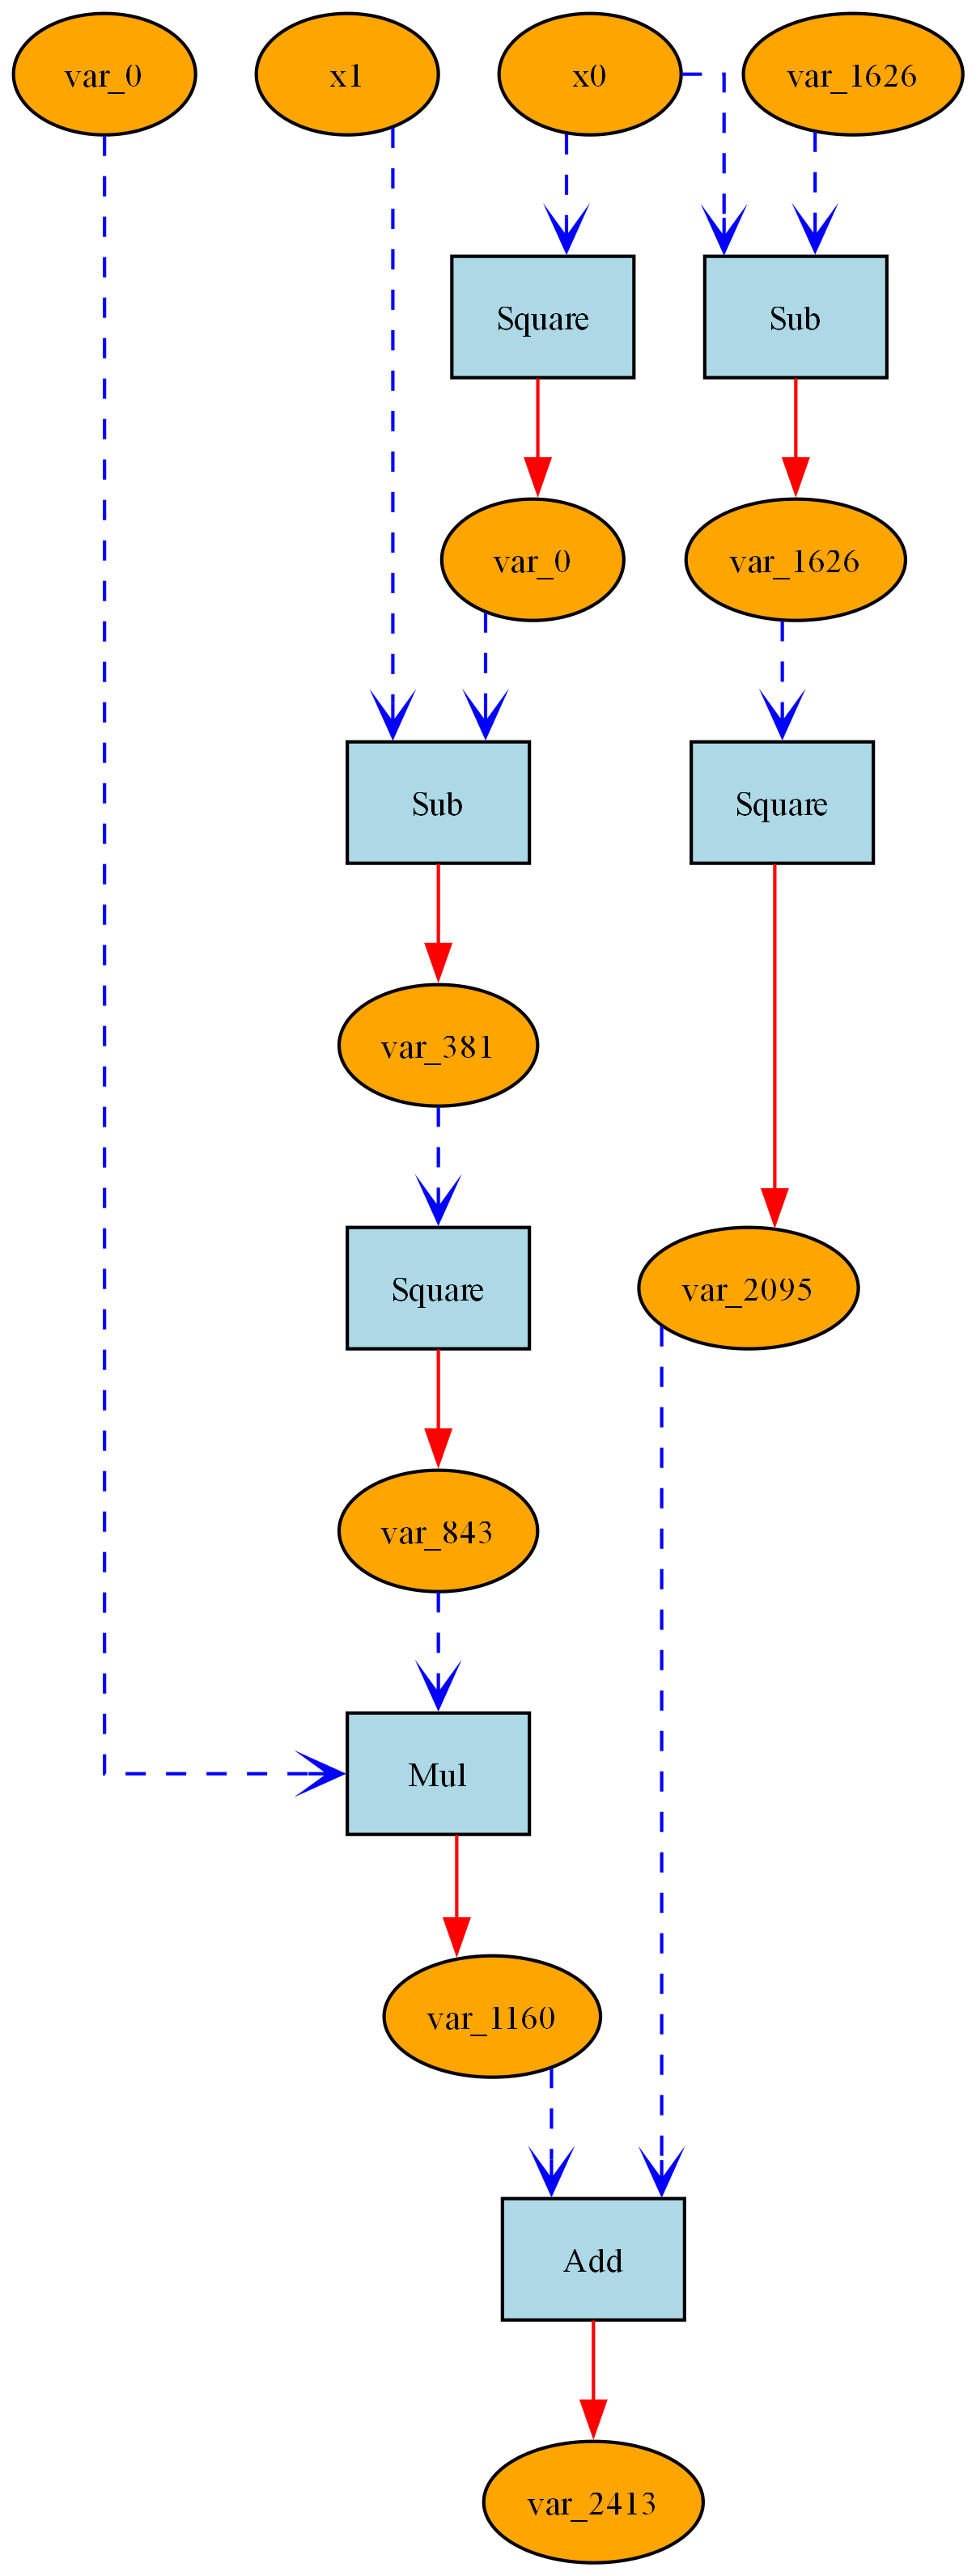 var_0
x1
x0
var_1626
Square
Sub
var_0
var_1626
Sub
Square
var_381
Square
var_2095
var_843
Mul
var_1160
Add
var_2413